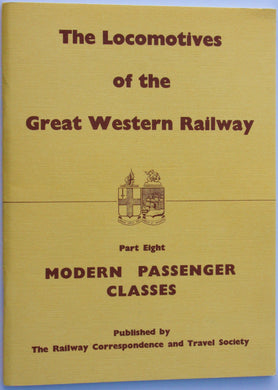 The Locomotives
of the
Great Western Railway
Part Eight
MODERN PASSENGER
CLASSES
Published by
The Railway Correspondence and Travel Society